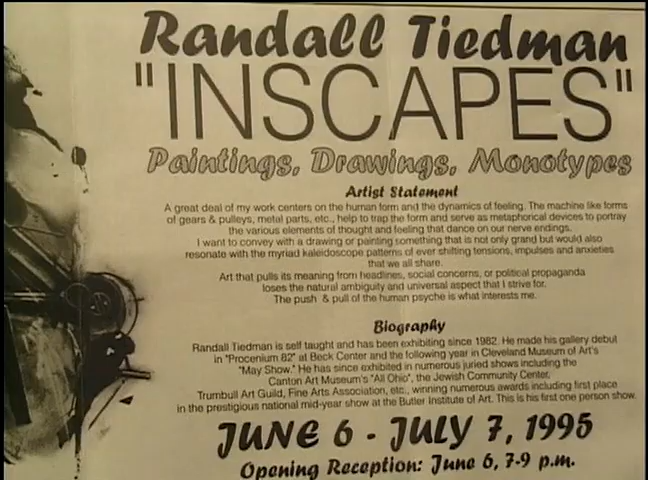 Randall Tiedman
"INSCAPES"
Paintings, Drawings, Monotypes
Artist Statement
A great deal of my work centers on the human form and the dynamics of feeling. The machine like forms
of gears & pulleys, metal parts, etc., help to trap the form and serve as metaphorical devices to portray
the various elements of thought and feeling that dance on our nerve endings.
I want to convey with a drawing or painting something that is not only grand but would also
resonate with the myriad kaleidoscope patterns of ever shifting tensions, impulses and anxieties
that we all share.
Art that pulls its meaning from headlines, social concerns, or political propaganda
loses the natural ambiguity and universal aspect that I strive for.
The push & pull of the human psyche is what interests me.
Biography
Randall Tiedman is self taught and has been exhibiting since 1982. He made his gallery debut
in "Procenium 82" at Beck Center and the following year in Cleveland Museum of Art's
"May Show." He has since exhibited in numerous juried shows including the
Canton Art Museum's "All Ohio", the Jewish Community Center,
Trumbull Art Guild, Fine Arts Association, etc., winning numerous awards including first place
in the prestigious national mid-year show at the Butler Institute of Art. This is his first one person show.
JUNE 6 - JULY 7, 1995
Opening Reception: June 6, 7-9 p.m.